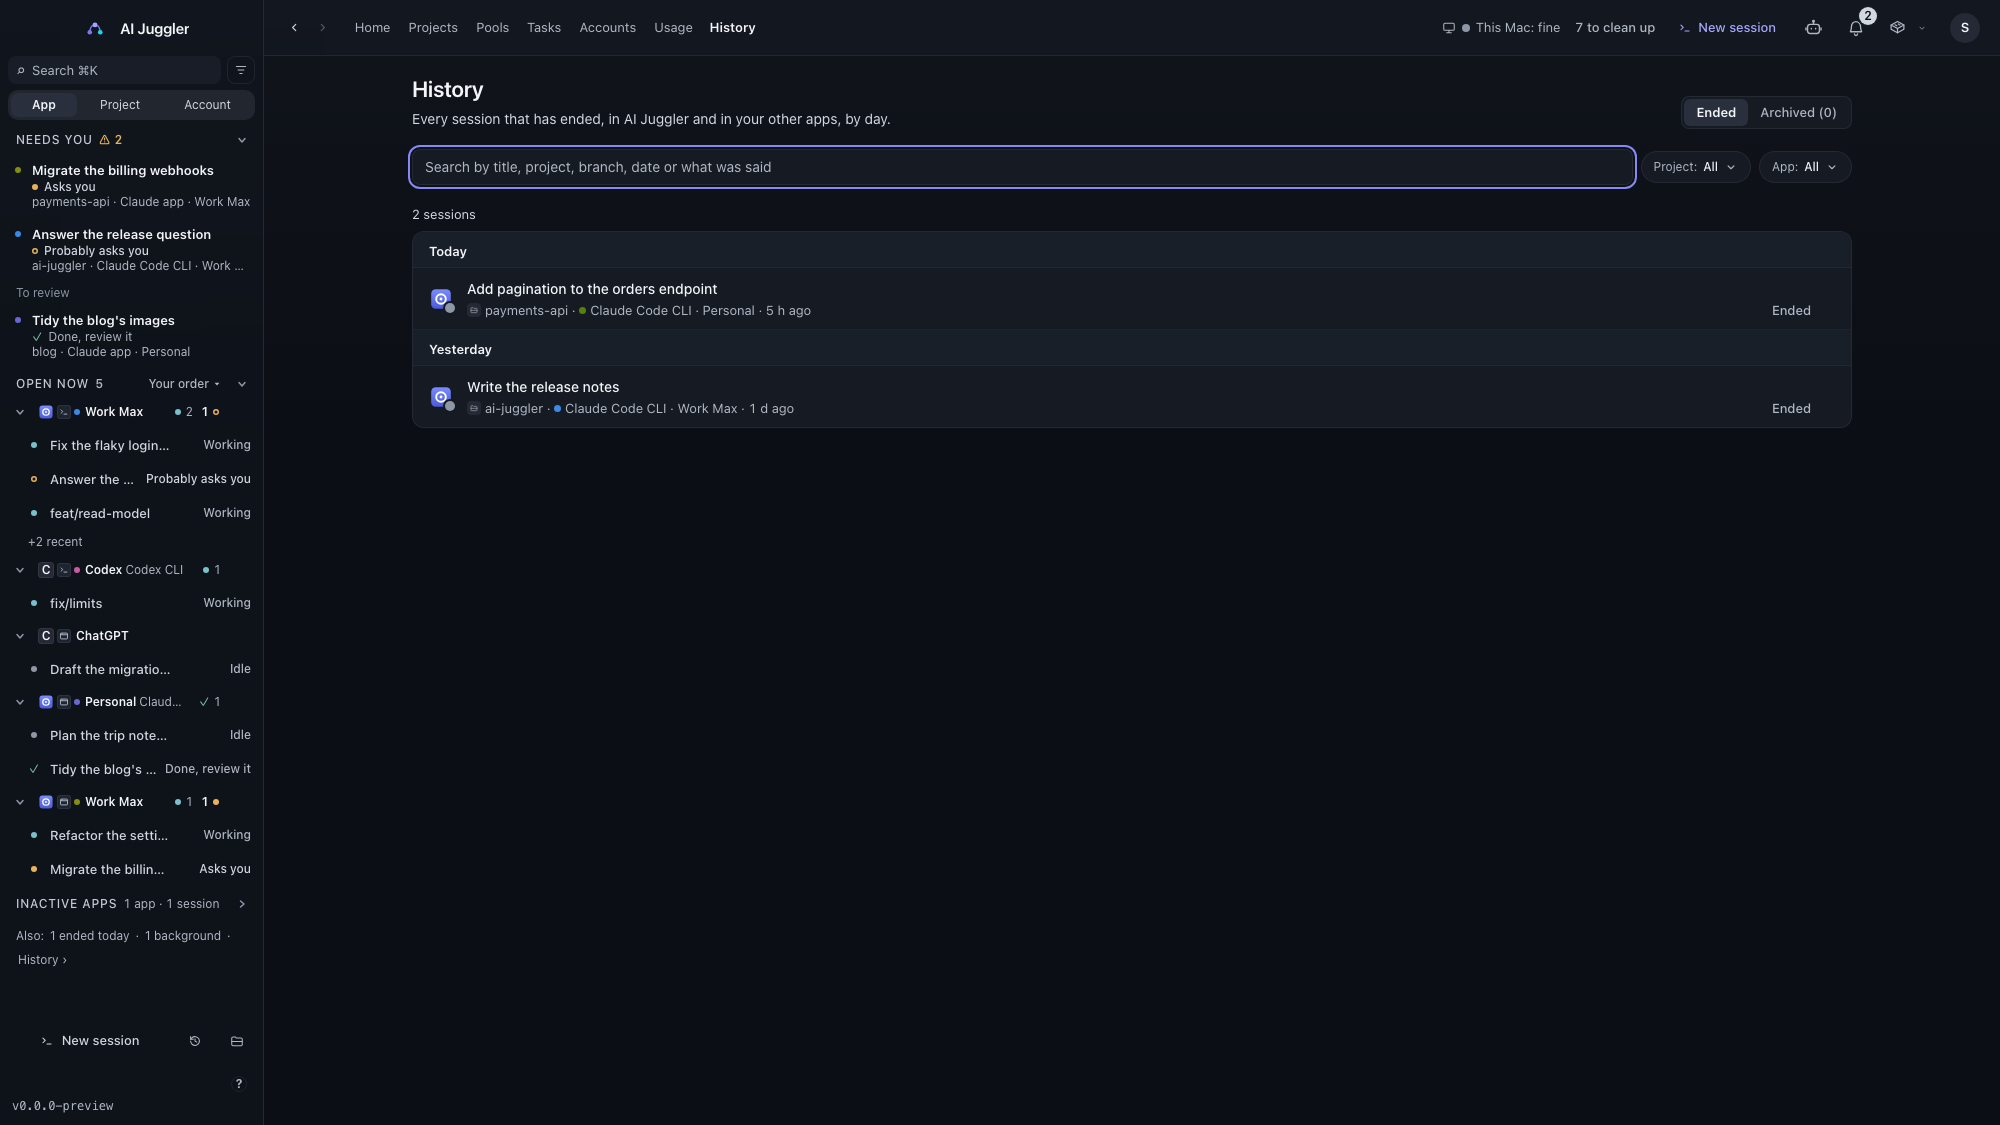 AI Juggler
Search ⌘K
App Project Account
NEEDS YOU 2
Migrate the billing webhooks
Asks you
payments-api · Claude app · Work Max
Answer the release question
Probably asks you
ai-juggler · Claude Code CLI · Work ...
To review
Tidy the blog's images
Done, review it
blog · Claude app · Personal
OPEN NOW 5 Your order
Work Max 2 1
Fix the flaky login... Working
Answer the ... Probably asks you
feat/read-model Working
+2 recent
C Codex Codex CLI 1
fix/limits Working
C ChatGPT
Draft the migratio... Idle
Personal Claud... 1
Plan the trip note... Idle
Tidy the blog's ... Done, review it
Work Max 1 1
Refactor the setti... Working
Migrate the billin... Asks you
INACTIVE APPS 1 app · 1 session
Also: 1 ended today · 1 background ·
History ›
New session
?
v0.0.0-preview
Home Projects Pools Tasks Accounts Usage History
This Mac: fine 7 to clean up New session 2 S
History
Every session that has ended, in AI Juggler and in your other apps, by day.
Ended Archived (0)
Search by title, project, branch, date or what was said
Project: All App: All
2 sessions
Today
Add pagination to the orders endpoint
payments-api · Claude Code CLI · Personal · 5 h ago Ended
Yesterday
Write the release notes
ai-juggler · Claude Code CLI · Work Max · 1 d ago Ended